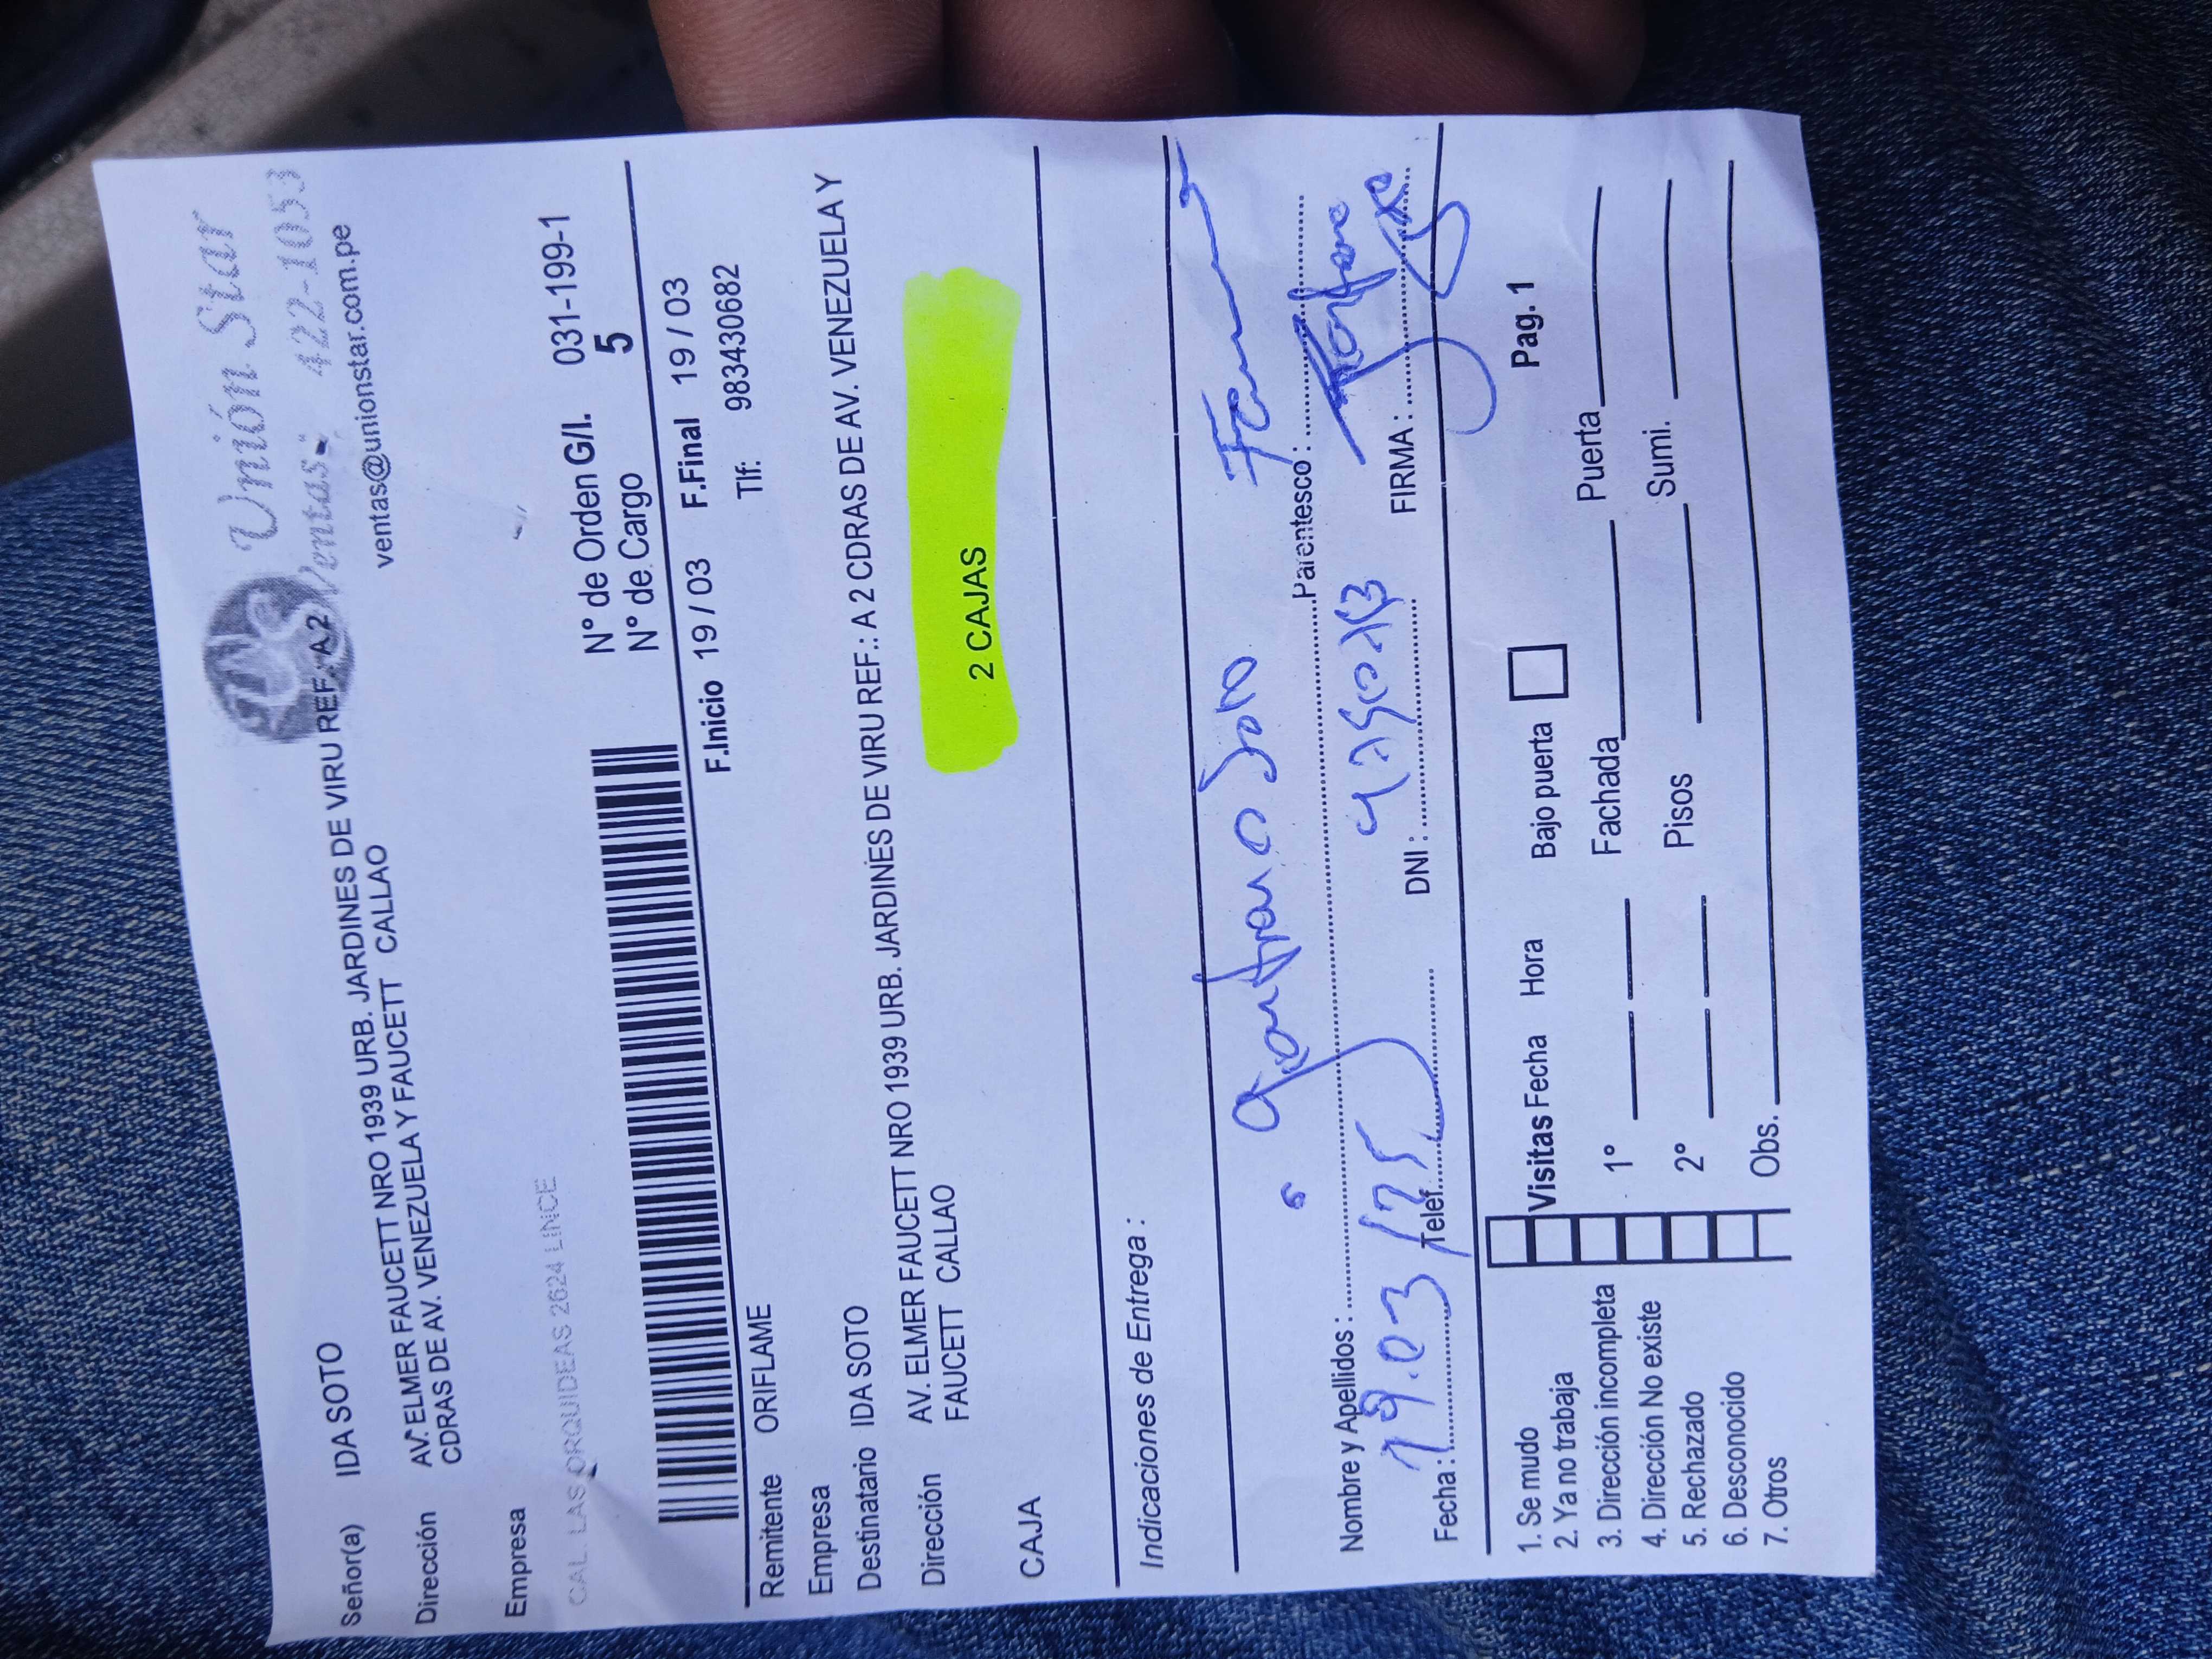 Unión Star
Ventas: 422-1053
ventas@unionstar.com.pe
Señor(a) IDA SOTO
Dirección AV. ELMER FAUCETT NRO 1939 URB. JARDINES DE VIRU REF.: A 2
CDRAS DE AV. VENEZUELA Y FAUCETT CALLAO
Empresa
CAL. LAS ORQUIDEAS 2624 LINCE
N° de Orden G/I. 031-199-1
N° de Cargo 5
F.Inicio 19 / 03 F.Final 19 / 03
Remitente ORIFLAME Tlf: 983430682
Empresa
Destinatario IDA SOTO
Dirección AV. ELMER FAUCETT NRO 1939 URB. JARDINES DE VIRU REF.: A 2 CDRAS DE AV. VENEZUELA Y
FAUCETT CALLAO
CAJA 2 CAJAS
Indicaciones de Entrega :
Nombre y Apellidos : Soto Parentesco :
Fecha : 19.03 Telef. DNI : FIRMA :
1. Se mudo
2. Ya no trabaja
3. Dirección incompleta
4. Dirección No existe
5. Rechazado
6. Desconocido
7. Otros
Visitas Fecha Hora Bajo puerta Pag. 1
1° Fachada Puerta
2° Pisos Sumi.
Obs.